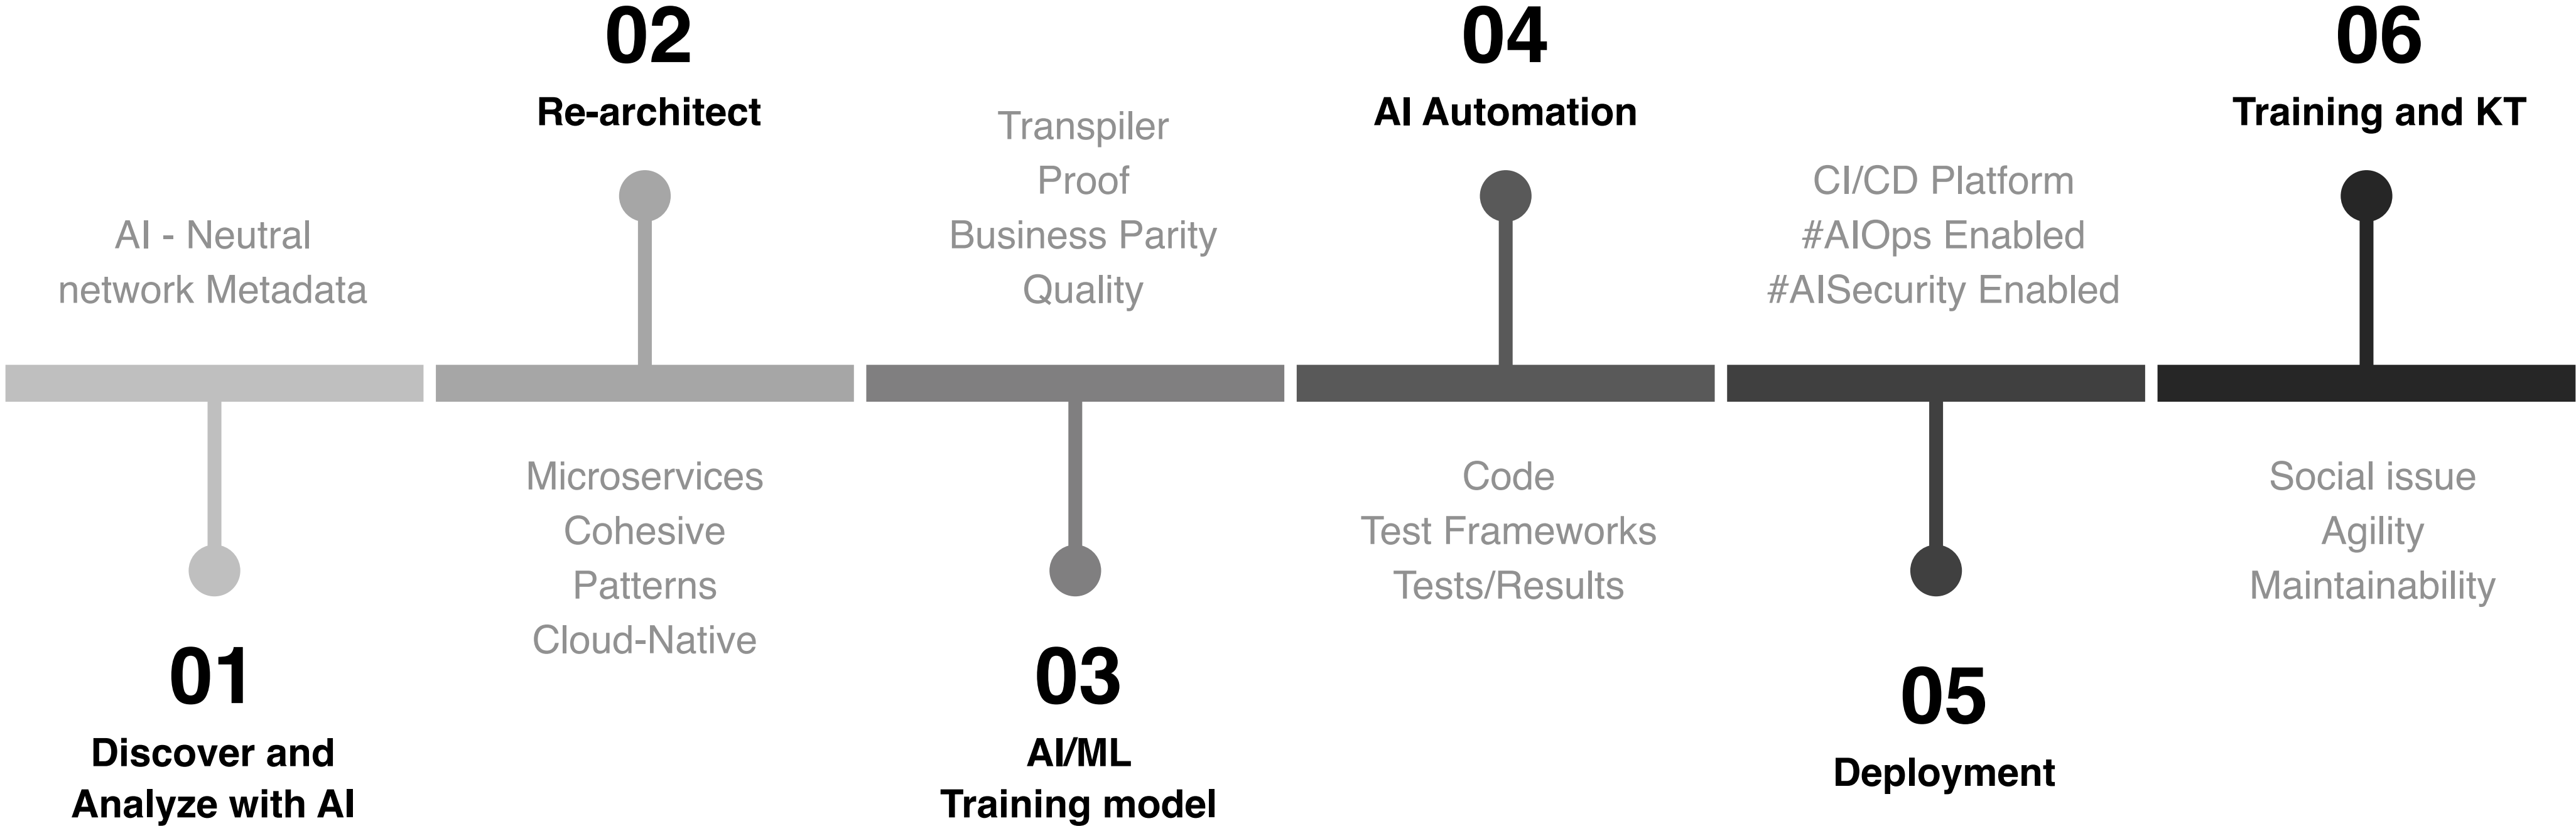 01
Discover and
Analyze with AI
AI - Neutral
network Metadata
02
Re-architect
Microservices
Cohesive
Patterns
Cloud-Native
03
AI/ML
Training model
Transpiler
Proof
Business Parity
Quality
04
AI Automation
Code
Test Frameworks
Tests/Results
05
Deployment
CI/CD Platform
#AIOps Enabled
#AISecurity Enabled
06
Training and KT
Social issue
Agility
Maintainability